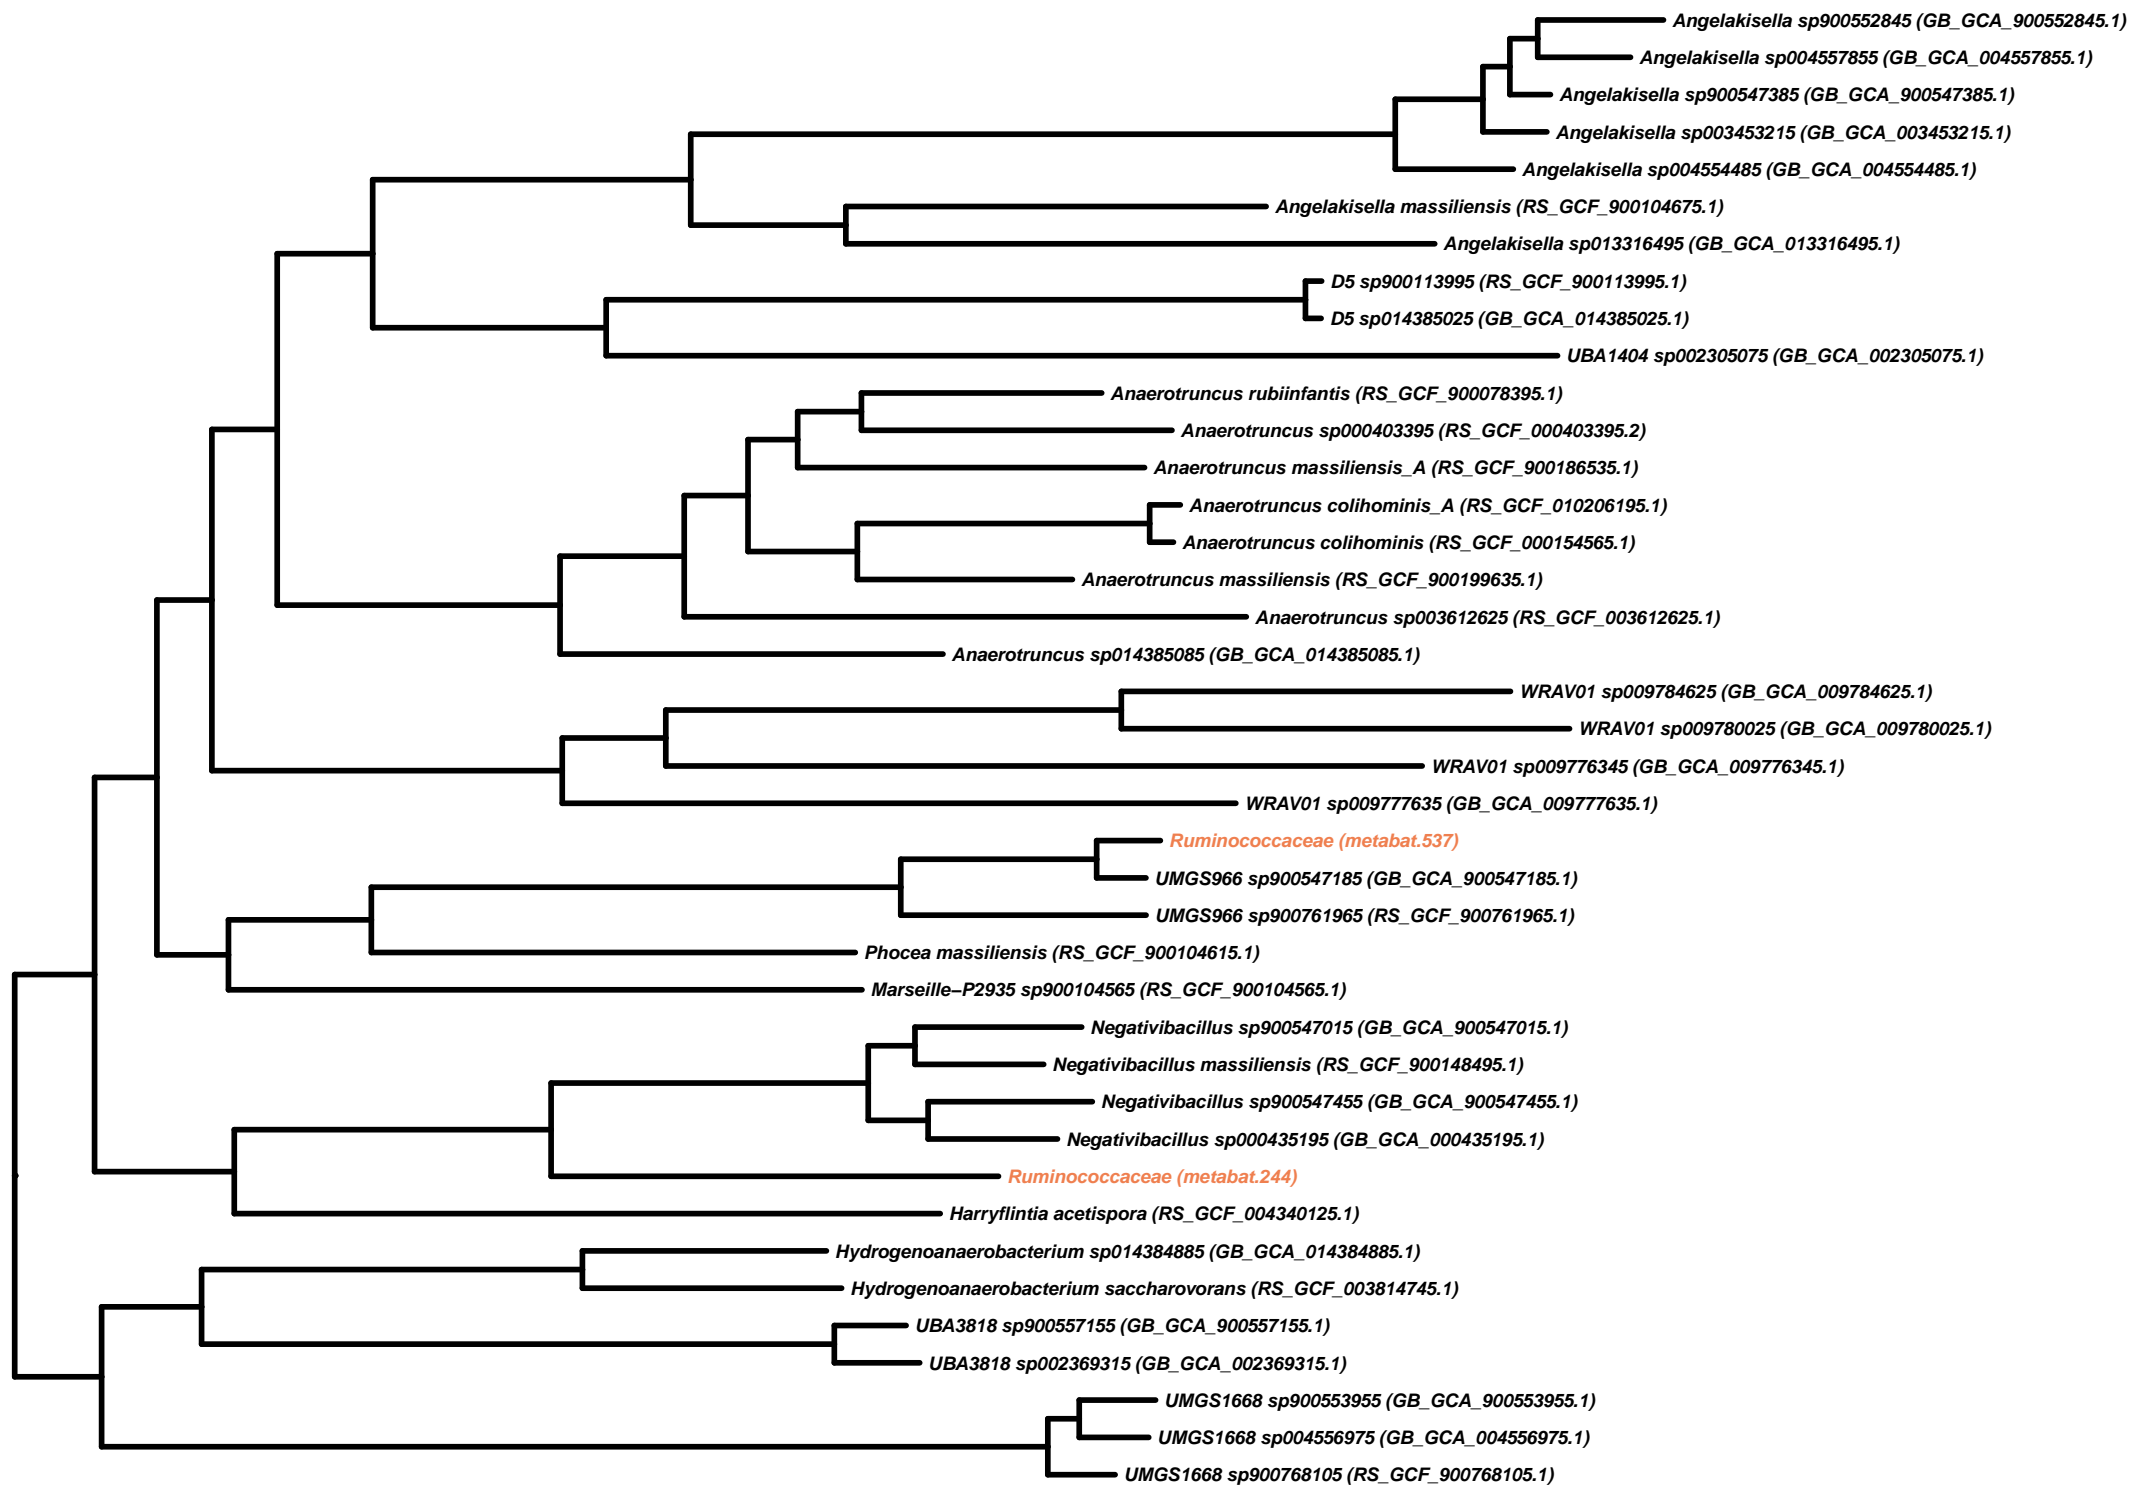 Angelakisella sp900552845 (GB_GCA_900552845.1)
Angelakisella sp004557855 (GB_GCA_004557855.1)
Angelakisella sp900547385 (GB_GCA_900547385.1)
Angelakisella sp003453215 (GB_GCA_003453215.1)
Angelakisella sp004554485 (GB_GCA_004554485.1)
Angelakisella massiliensis (RS_GCF_900104675.1)
Angelakisella sp013316495 (GB_GCA_013316495.1)
D5 sp900113995 (RS_GCF_900113995.1)
D5 sp014385025 (GB_GCA_014385025.1)
UBA1404 sp002305075 (GB_GCA_002305075.1)
Anaerotruncus rubiinfantis (RS_GCF_900078395.1)
Anaerotruncus sp000403395 (RS_GCF_000403395.2)
Anaerotruncus massiliensis_A (RS_GCF_900186535.1)
Anaerotruncus colihominis_A (RS_GCF_010206195.1)
Anaerotruncus colihominis (RS_GCF_000154565.1)
Anaerotruncus massiliensis (RS_GCF_900199635.1)
Anaerotruncus sp003612625 (RS_GCF_003612625.1)
Anaerotruncus sp014385085 (GB_GCA_014385085.1)
WRAV01 sp009784625 (GB_GCA_009784625.1)
WRAV01 sp009780025 (GB_GCA_009780025.1)
WRAV01 sp009776345 (GB_GCA_009776345.1)
WRAV01 sp009777635 (GB_GCA_009777635.1)
Ruminococcaceae (metabat.537)
UMGS966 sp900547185 (GB_GCA_900547185.1)
UMGS966 sp900761965 (RS_GCF_900761965.1)
Phocea massiliensis (RS_GCF_900104615.1)
Marseille−P2935 sp900104565 (RS_GCF_900104565.1)
Negativibacillus sp900547015 (GB_GCA_900547015.1)
Negativibacillus massiliensis (RS_GCF_900148495.1)
Negativibacillus sp900547455 (GB_GCA_900547455.1)
Negativibacillus sp000435195 (GB_GCA_000435195.1)
Ruminococcaceae (metabat.244)
Harryflintia acetispora (RS_GCF_004340125.1)
Hydrogenoanaerobacterium sp014384885 (GB_GCA_014384885.1)
Hydrogenoanaerobacterium saccharovorans (RS_GCF_003814745.1)
UBA3818 sp900557155 (GB_GCA_900557155.1)
UBA3818 sp002369315 (GB_GCA_002369315.1)
UMGS1668 sp900553955 (GB_GCA_900553955.1)
UMGS1668 sp004556975 (GB_GCA_004556975.1)
UMGS1668 sp900768105 (RS_GCF_900768105.1)